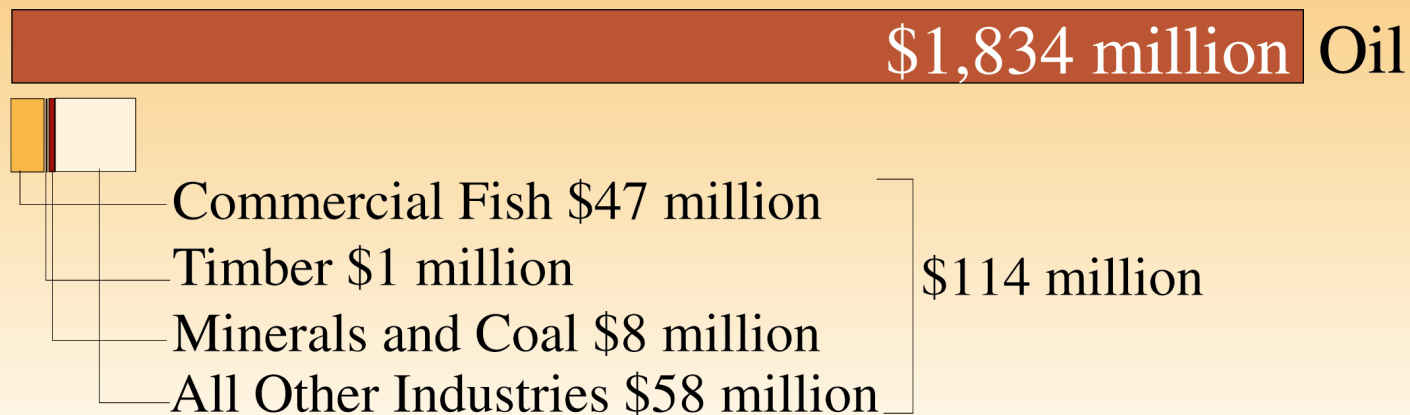 $1,834 million Oil
Commercial Fish $47 million
Timber $1 million
$114 million
Minerals and Coal $8 million
All Other Industries $58 million